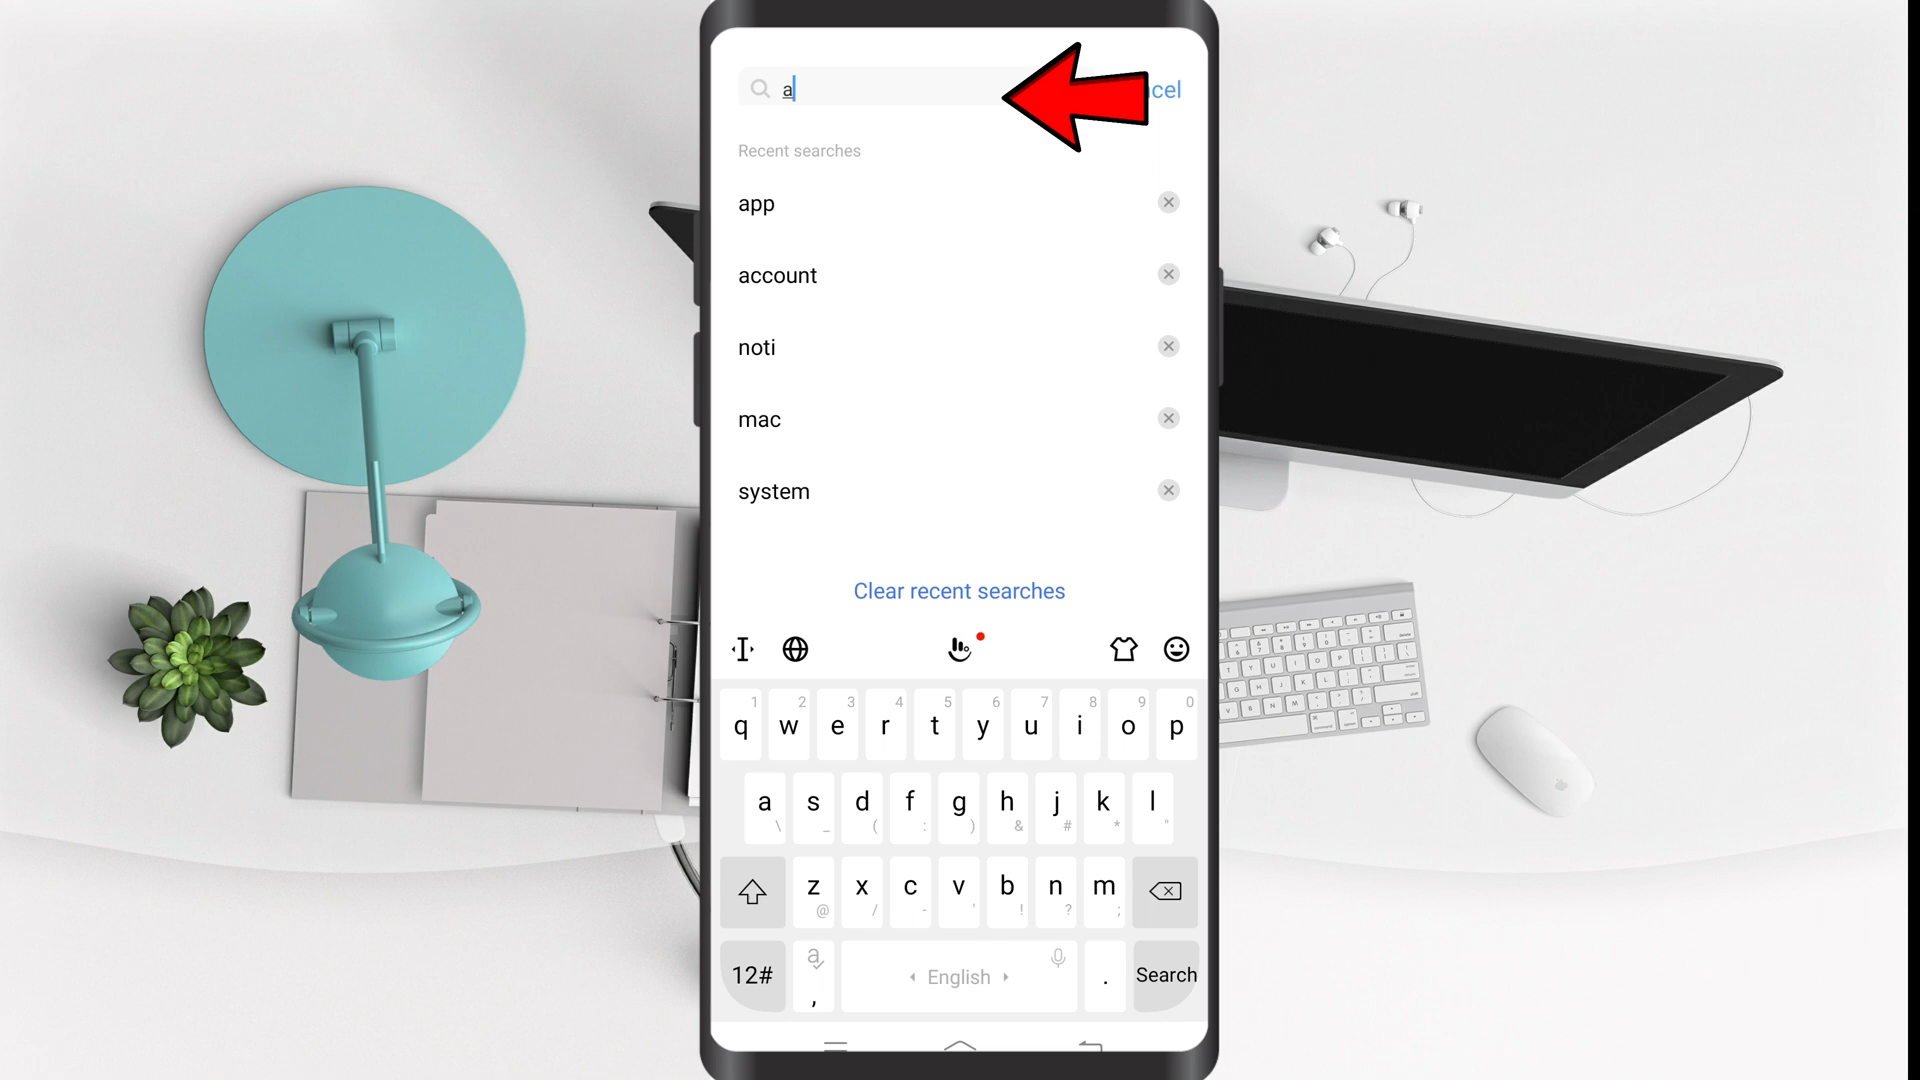 a
cel
Recent searches
app
account
noti
mac
system
Clear recent searches
1 2 3 4 5 6 7 8 9 0
q w e r t y u i o p
a s d f g h j k l
\ _ ( : ) & # * "
z x c v b n m
@ / - ' ! ? ;
12# a , English . Search